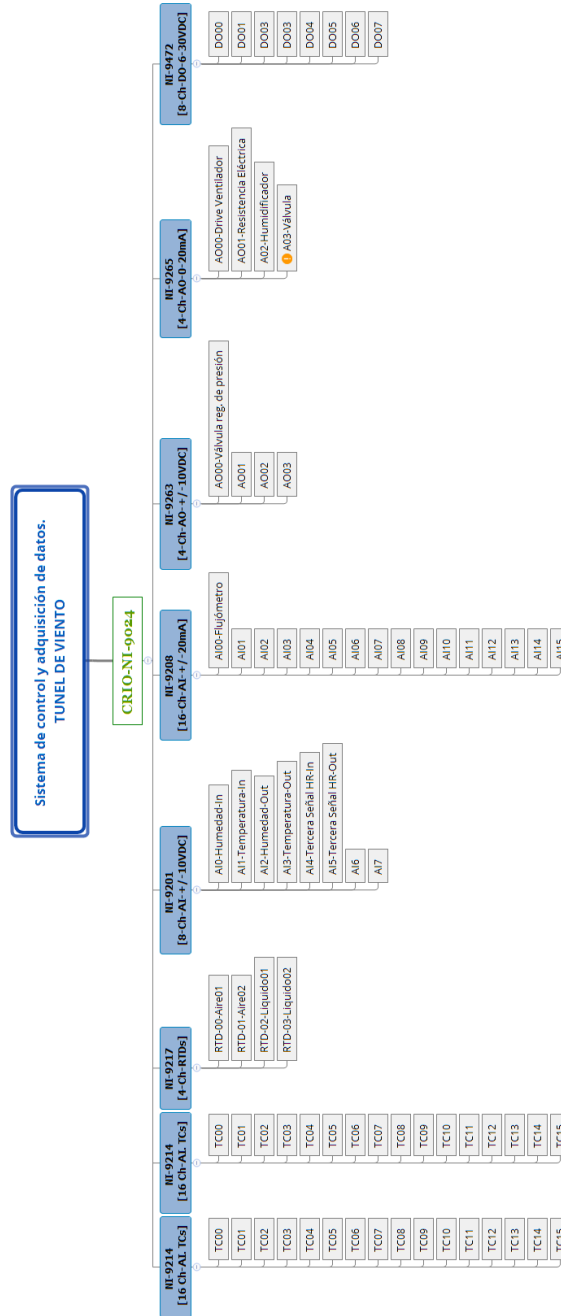 Sistema de control y adquisición de datos.
TUNEL DE VIENTO
CRIO-NI-9024
NI-9214
[16 Ch-AI. TCs]
TC00
TC01
TC02
TC03
TC04
TC05
TC06
TC07
TC08
TC09
TC10
TC11
TC12
TC13
TC14
TC15
NI-9214
[16 Ch-AI. TCs]
TC00
TC01
TC02
TC03
TC04
TC05
TC06
TC07
TC08
TC09
TC10
TC11
TC12
TC13
TC14
TC15
NI-9217
[4-Ch-RTDs]
RTD-00-Aire01
RTD-01-Aire02
RTD-02-Liquido01
RTD-03-Liquido02
NI-9201
[8-Ch-AI-+/-10VDC]
AI0-Humedad-In
AI1-Temperatura-In
AI2-Humedad-Out
AI3-Temperatura-Out
AI4-Tercera Señal HR-In
AI5-Tercera Señal HR-Out
AI6
AI7
NI-9208
[16-Ch-AI-+/-20mA]
AI00-Flujómetro
AI01
AI02
AI03
AI04
AI05
AI06
AI07
AI08
AI09
AI10
AI11
AI12
AI13
AI14
AI15
NI-9263
[4-Ch-AO-+/-10VDC]
AO00-Válvula reg. de presión
AO01
AO02
AO03
NI-9265
[4-Ch-AO-0-20mA]
AO00-Drive Ventilador
AO01-Resistencia Eléctrica
A02-Humidificador
A03-Válvula
NI-9472
[8-Ch-DO-6-30VDC]
DO00
DO01
DO03
DO03
DO04
DO05
DO06
DO07